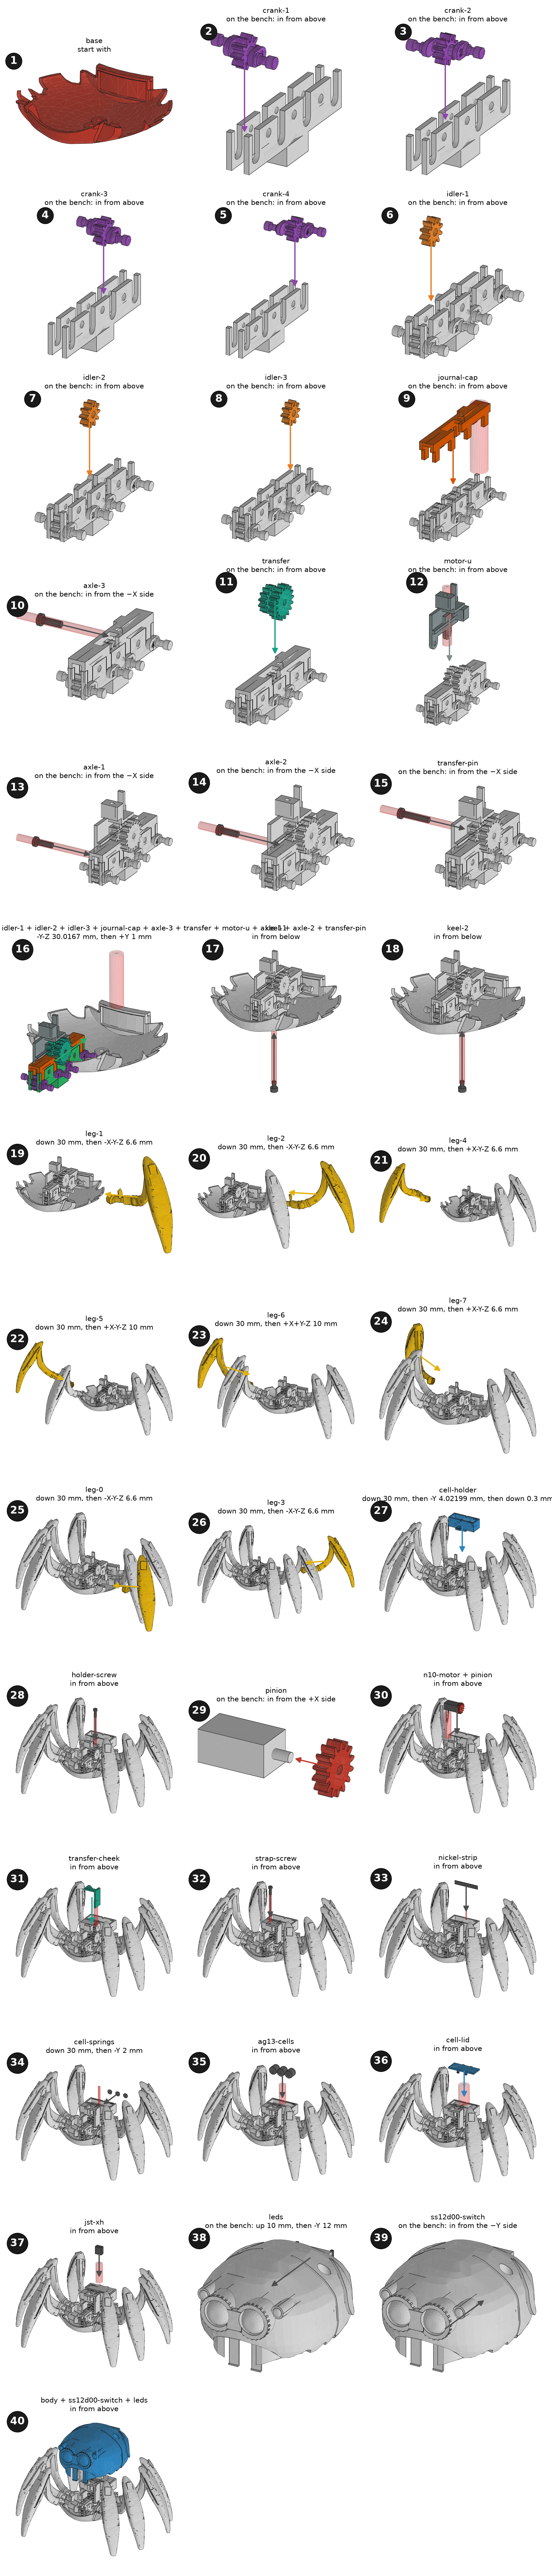 base
start with
1
crank-1
on the bench: in from above
2
crank-2
on the bench: in from above
3
crank-3
on the bench: in from above
4
crank-4
on the bench: in from above
5
idler-1
on the bench: in from above
6
idler-2
on the bench: in from above
7
idler-3
on the bench: in from above
8
journal-cap
on the bench: in from above
9
axle-3
on the bench: in from the −X side
10
transfer
on the bench: in from above
11
motor-u
on the bench: in from above
12
axle-1
on the bench: in from the −X side
13
axle-2
on the bench: in from the −X side
14
transfer-pin
on the bench: in from the −X side
15
idler-1 + idler-2 + idler-3 + journal-cap + axle-3 + transfer + motor-u + axle-1 + axle-2 + transfer-pin
-Y-Z 30.0167 mm, then +Y 1 mm
16
keel-1
in from below
17
keel-2
in from below
18
leg-1
down 30 mm, then -X-Y-Z 6.6 mm
19
leg-2
down 30 mm, then -X-Y-Z 6.6 mm
20
leg-4
down 30 mm, then +X-Y-Z 6.6 mm
21
leg-5
down 30 mm, then +X-Y-Z 10 mm
22
leg-6
down 30 mm, then +X+Y-Z 10 mm
23
leg-7
down 30 mm, then +X-Y-Z 6.6 mm
24
leg-0
down 30 mm, then -X-Y-Z 6.6 mm
25
leg-3
down 30 mm, then -X-Y-Z 6.6 mm
26
cell-holder
down 30 mm, then -Y 4.02199 mm, then down 0.3 mm
27
holder-screw
in from above
28
pinion
on the bench: in from the +X side
29
n10-motor + pinion
in from above
30
transfer-cheek
in from above
31
strap-screw
in from above
32
nickel-strip
in from above
33
cell-springs
down 30 mm, then -Y 2 mm
34
ag13-cells
in from above
35
cell-lid
in from above
36
jst-xh
in from above
37
leds
on the bench: up 10 mm, then -Y 12 mm
38
ss12d00-switch
on the bench: in from the −Y side
39
body + ss12d00-switch + leds
in from above
40